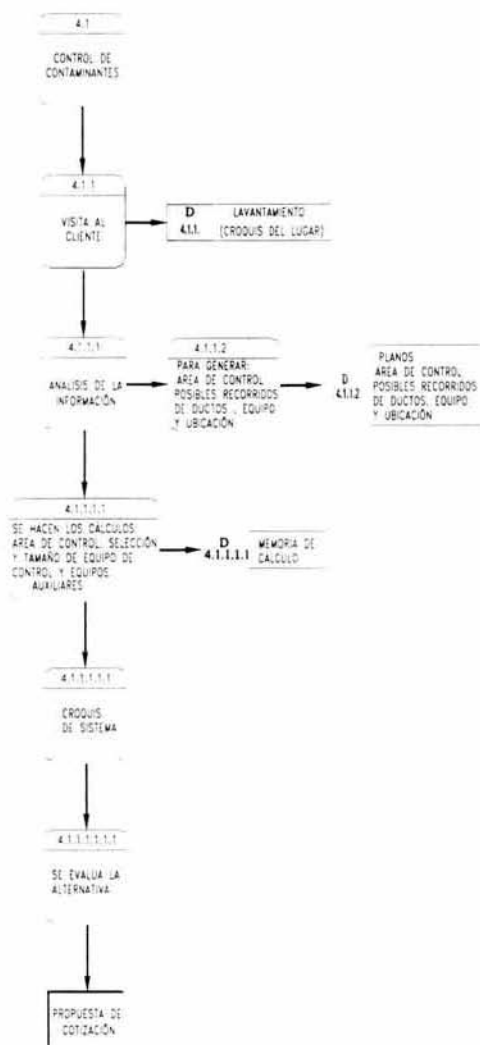 4.1
CONTROL DE
CONTAMINANTES
4.1.1
VISITA AL
CLIENTE
D
4.1.1.
LAVANTAMIENTO
(CROQUIS DEL LUGAR)
4.1.1.1
ANALISIS DE LA
INFORMACIÓN
4.1.1.2
PARA GENERAR:
AREA DE CONTROL
POSIBLES RECORRIDOS
DE DUCTOS , EQUIPO
Y UBICACIÓN
D
4.1.1.2
PLANOS
AREA DE CONTROL
POSIBLES RECORRIDOS
DE DUCTOS, EQUIPO
Y UBICACIÓN
4.1.1.1.1
SE HACEN LOS CALCULOS
AREA DE CONTROL, SELECCIÓN
Y TAMAÑO DE EQUIPO DE
CONTROL Y EQUIPOS
AUXILIARES
D
4.1.1.1.1
MEMORIA DE
CALCULO
4.1.1.1.1.1
CROQUIS
DE SISTEMA
4.1.1.1.1.1.1
SE EVALUA LA
ALTERNATIVA
PROPUESTA DE
COTIZACIÓN